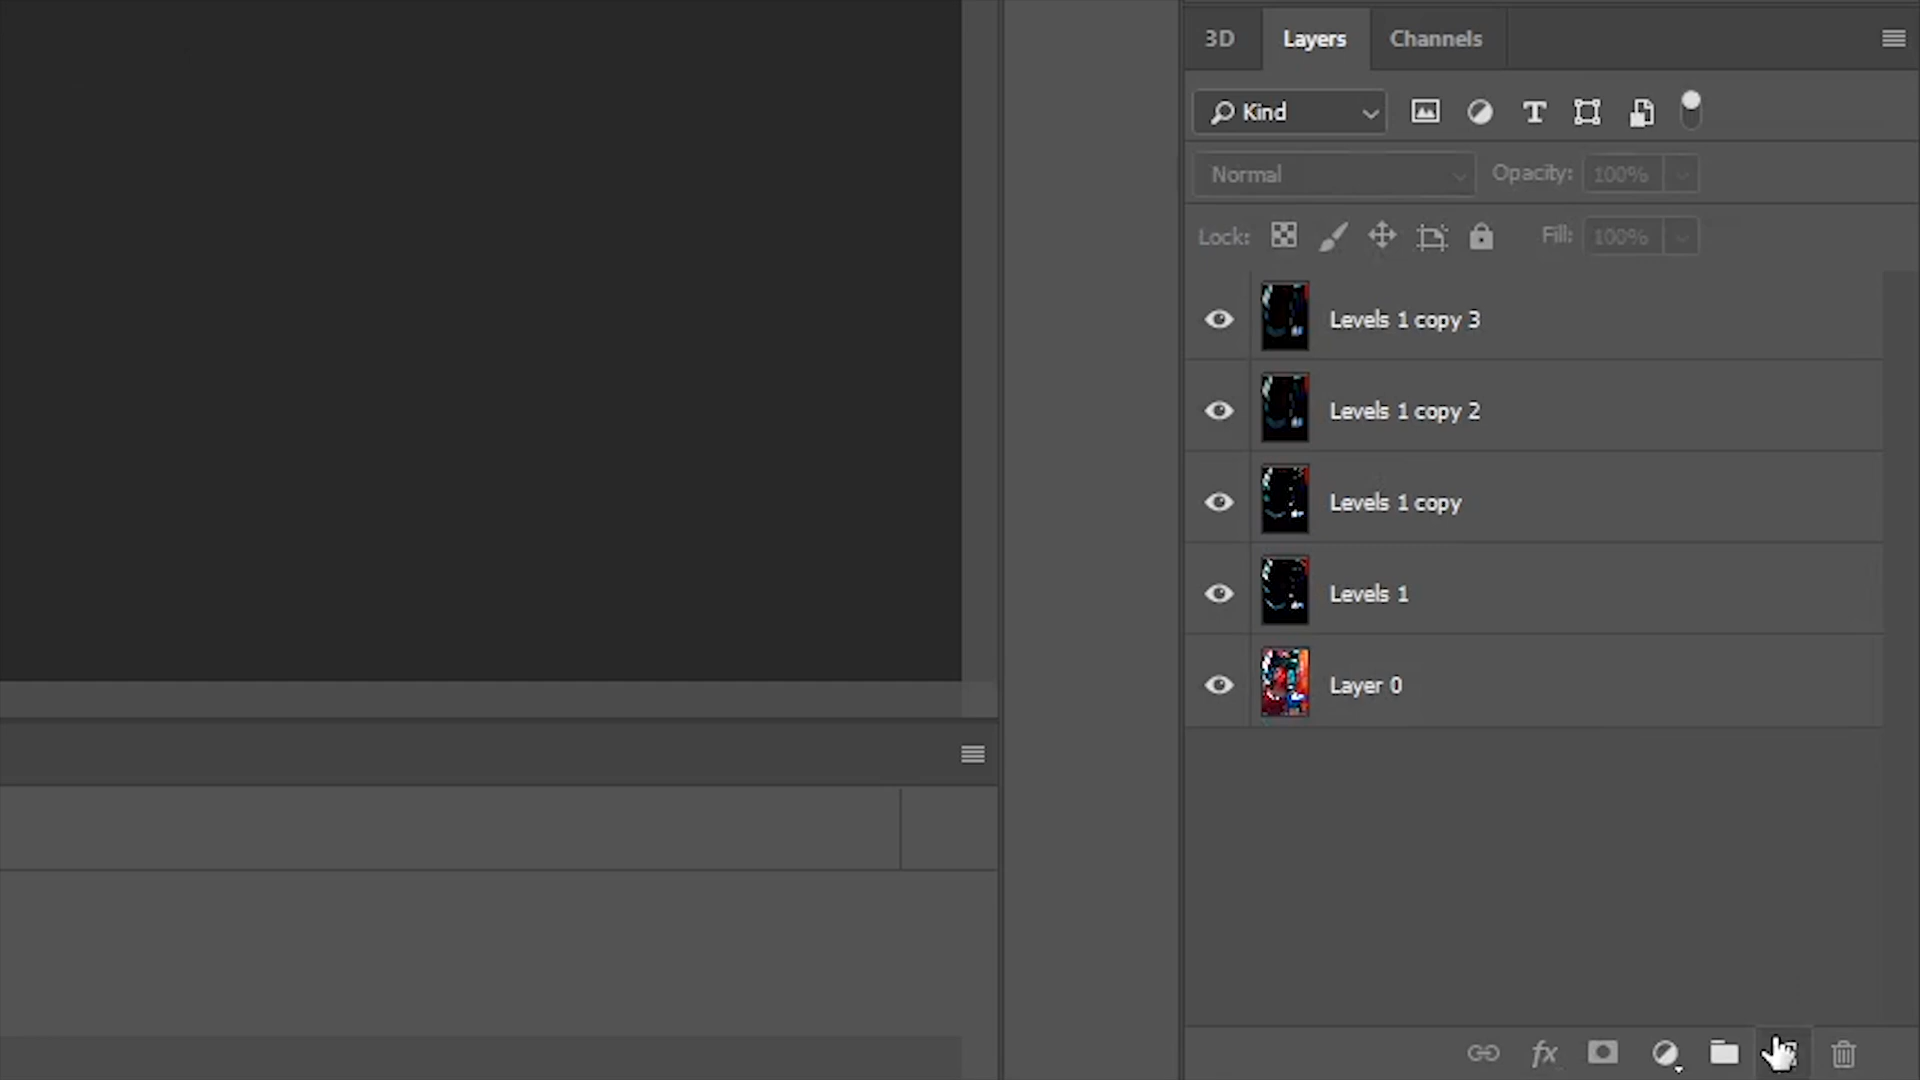 3D Layers Channels
Kind
Normal Opacity: 100%
Lock: Fill: 100%
Levels 1 copy 3
Levels 1 copy 2
Levels 1 copy
Levels 1
Layer 0
fx